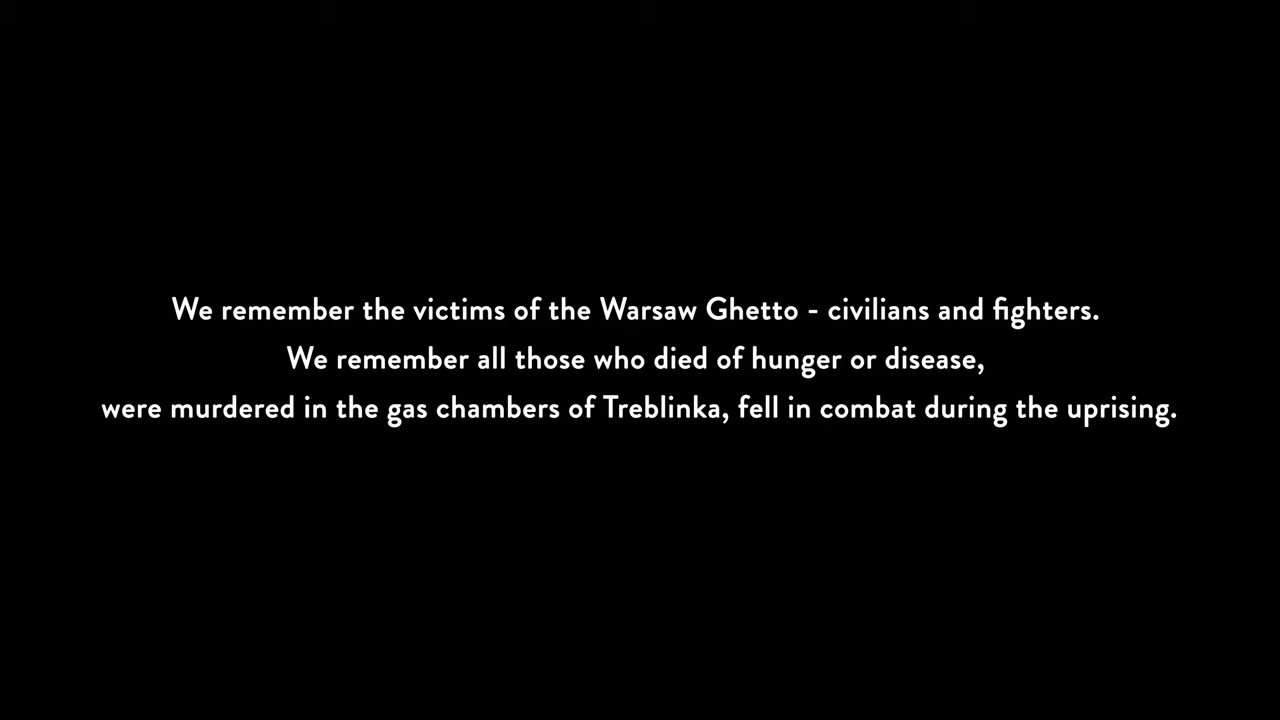 We remember the victims of the Warsaw Ghetto - civilians and fighters.
We remember all those who died of hunger or disease,
were murdered in the gas chambers of Treblinka, fell in combat during the uprising.